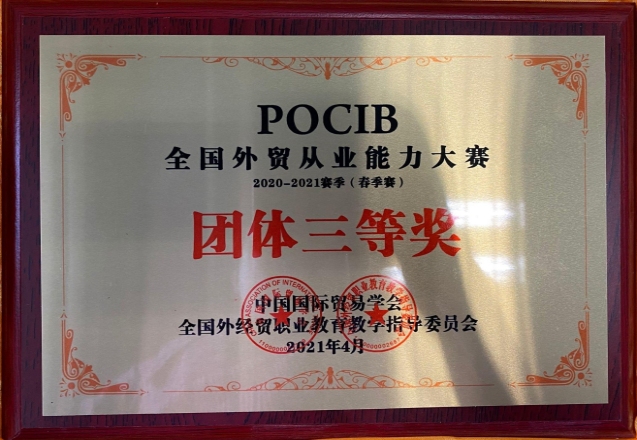 POCIB
全国外贸从业能力大赛
2020-2021赛季（春季赛）
团体三等奖
中国国际贸易学会
全国外经贸职业教育教学指导委员会
2021年4月